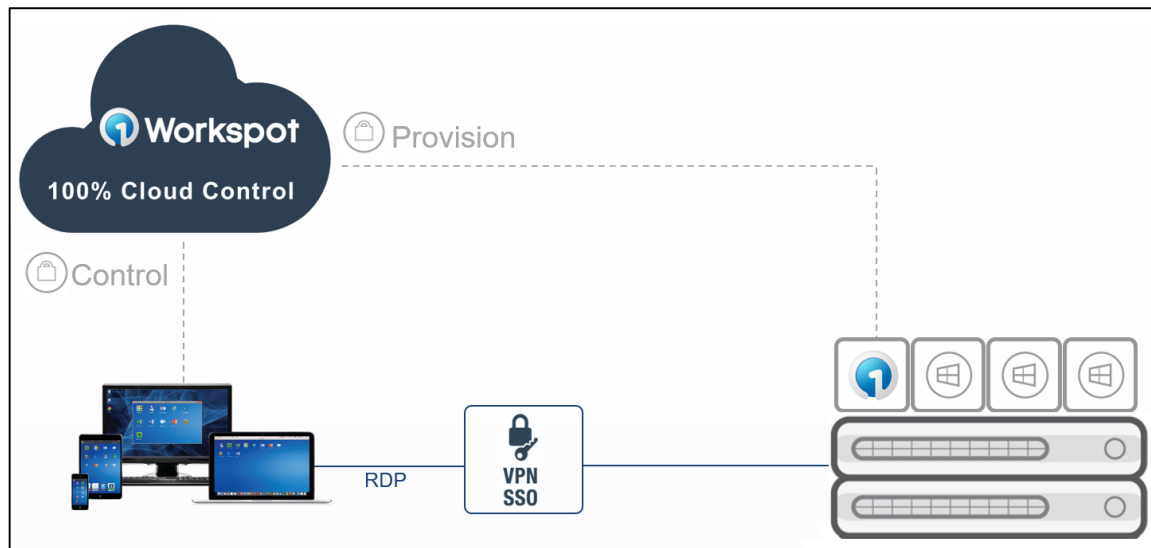 Workspot
100% Cloud Control
Provision
Control
RDP
VPN
SSO